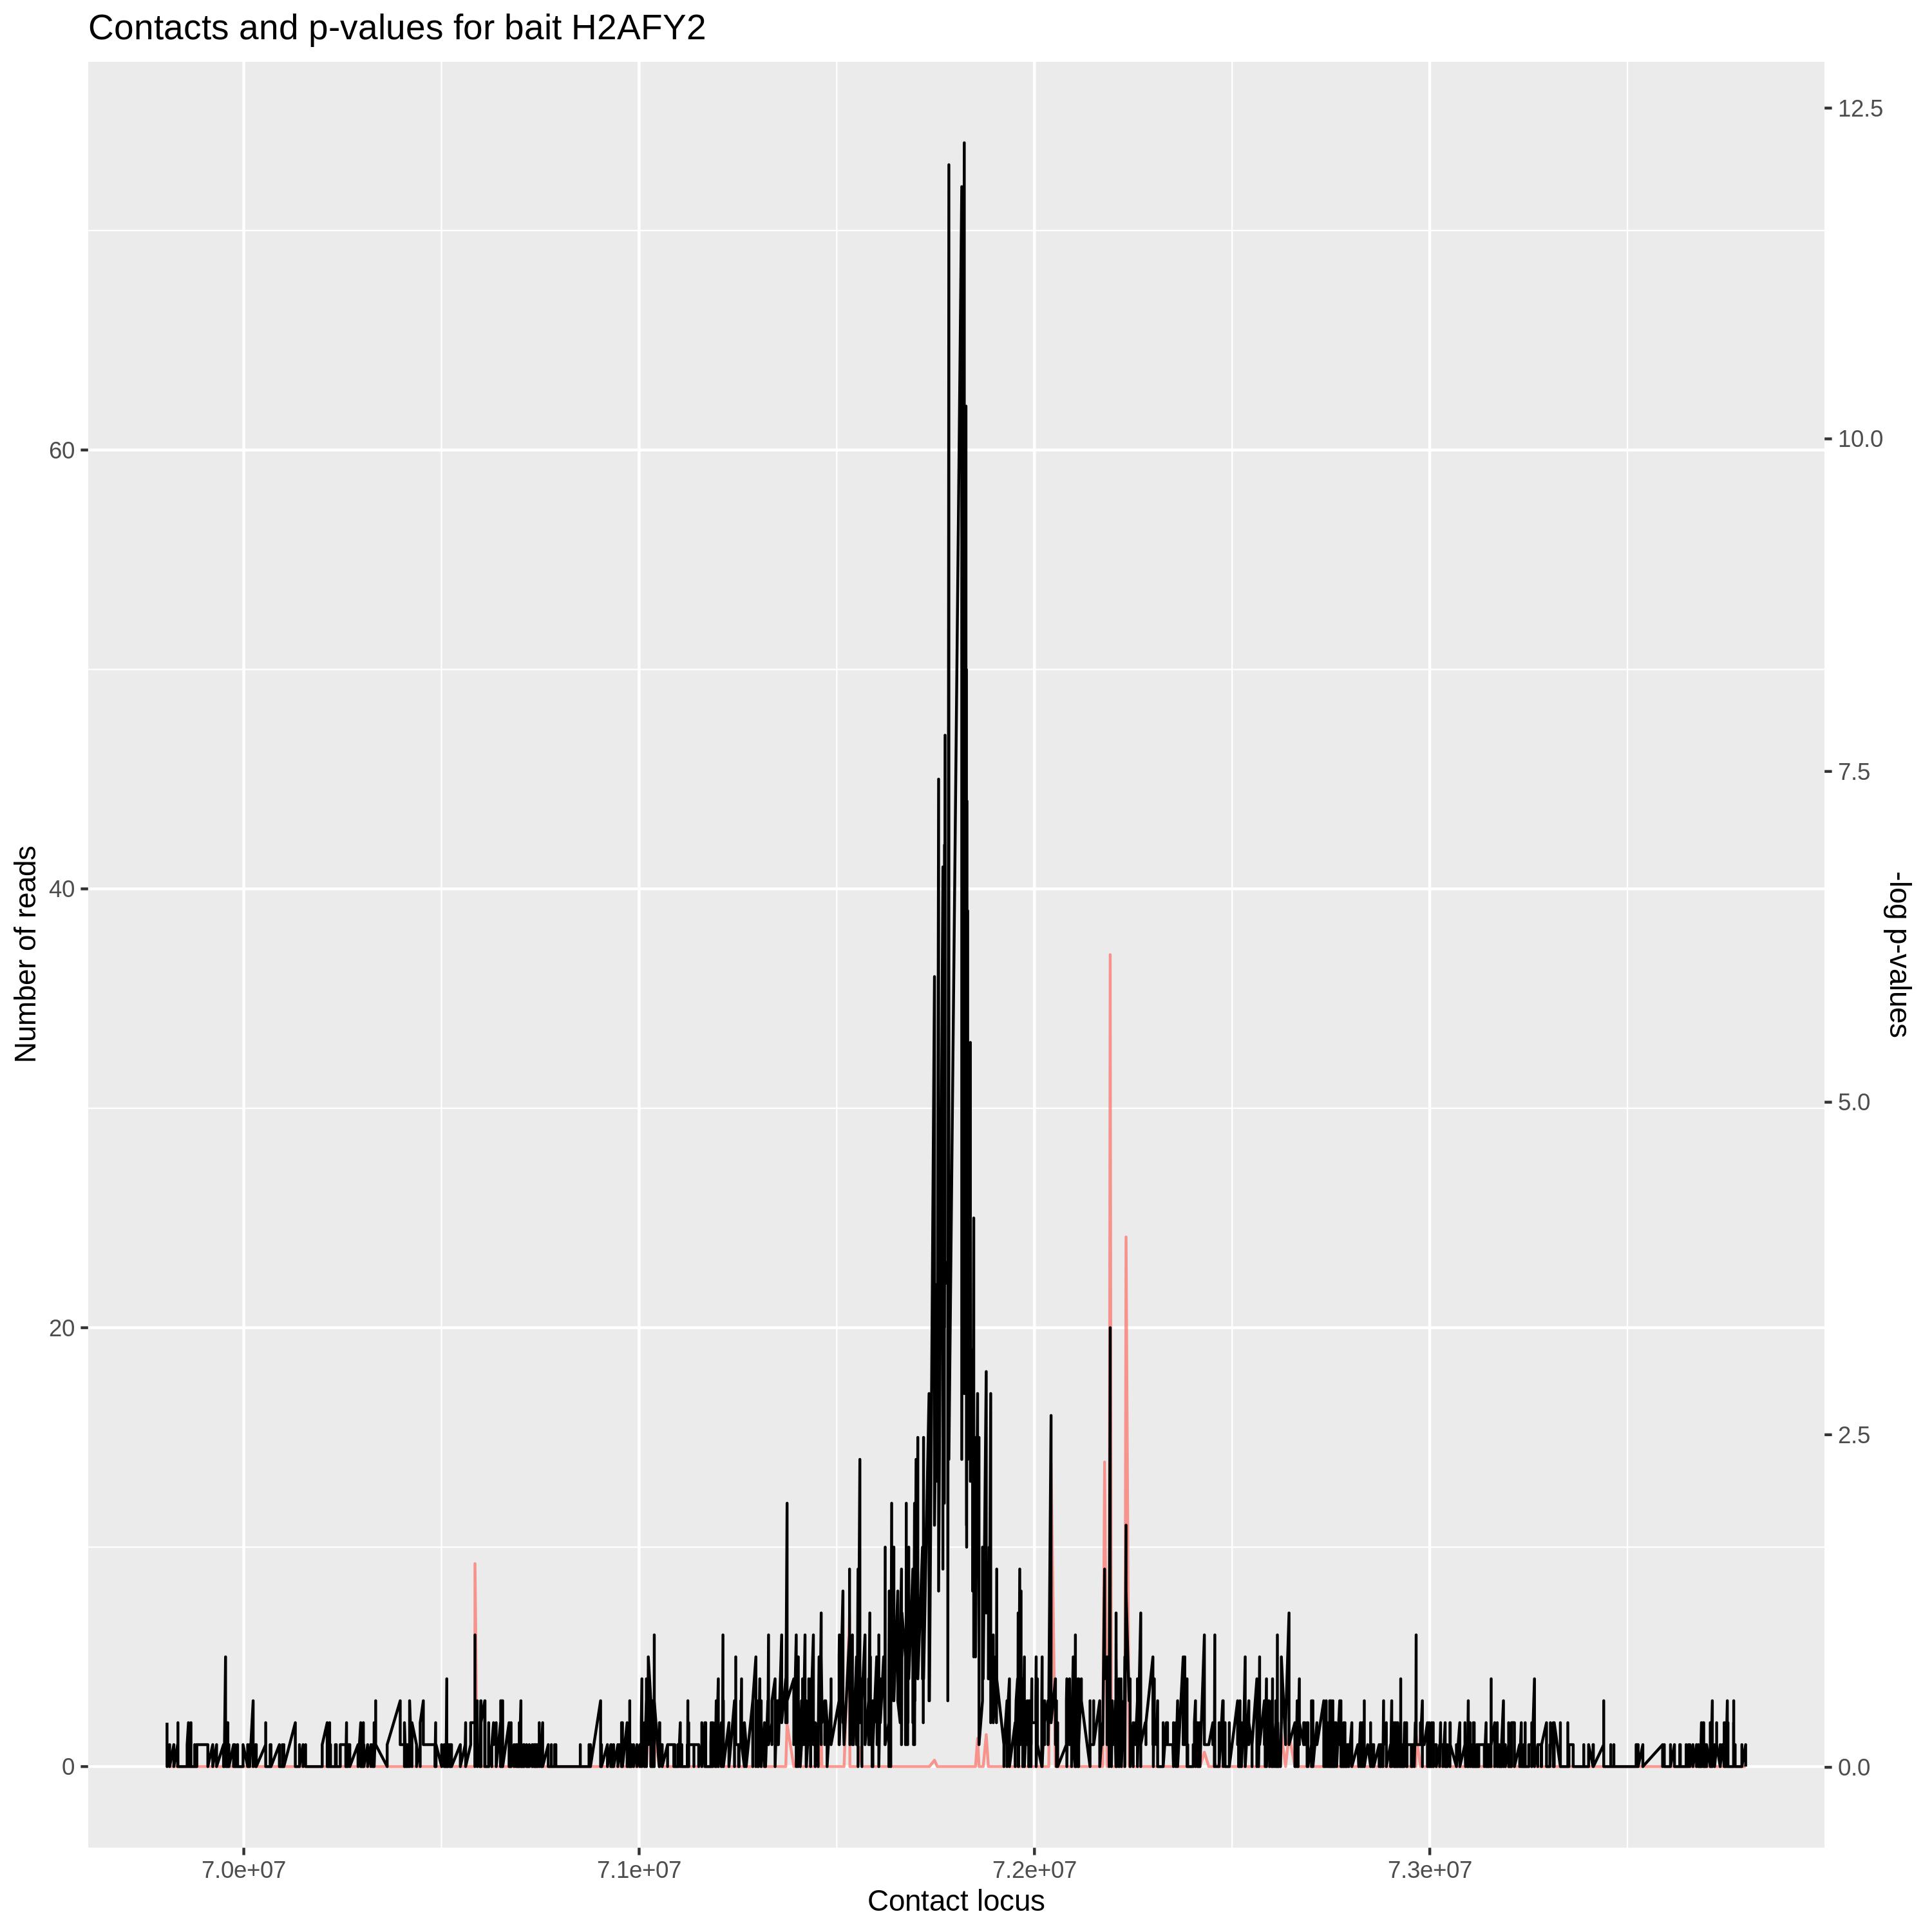 Contacts and p-values for bait H2AFY2
12.5
10.0
7.5
5.0
2.5
0.0
60
40
20
0
Number of reads
-log p-values
7.0e+07 7.1e+07 7.2e+07 7.3e+07
Contact locus